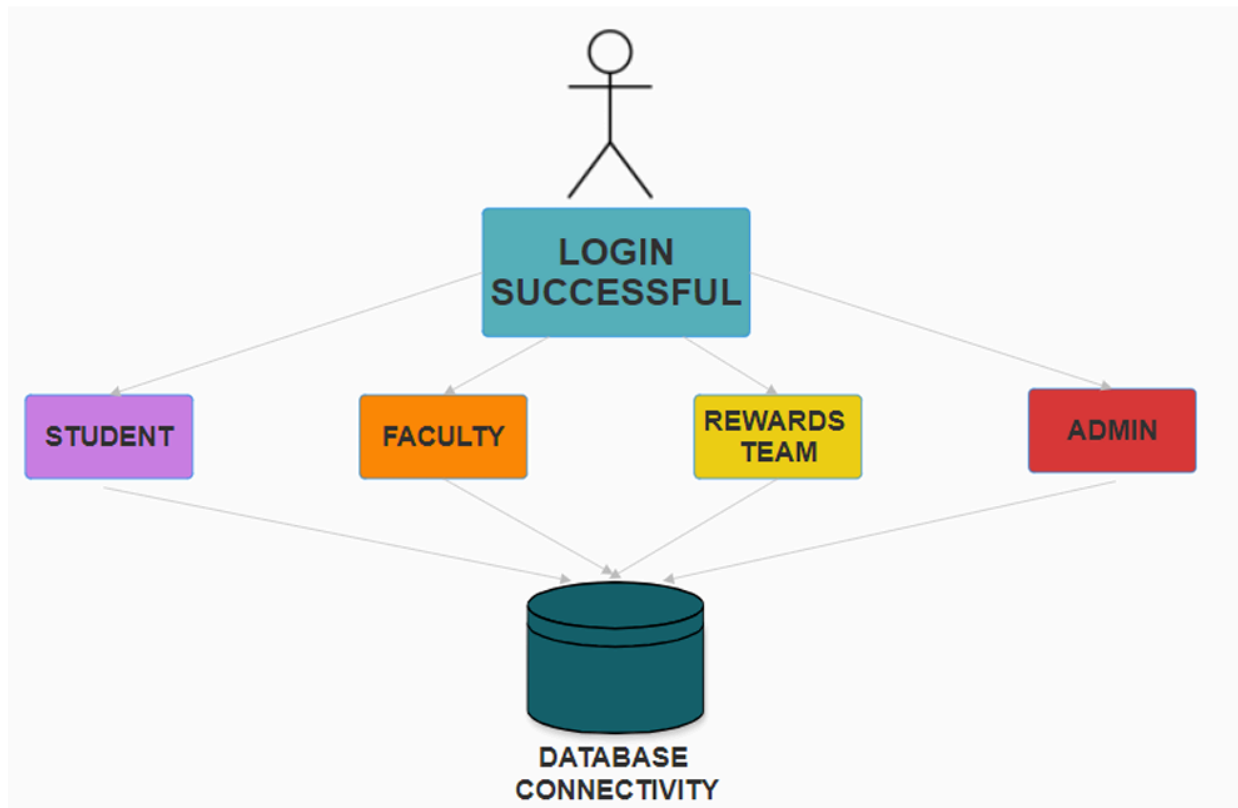 LOGIN
SUCCESSFUL
STUDENT
FACULTY
REWARDS
TEAM
ADMIN
DATABASE
CONNECTIVITY